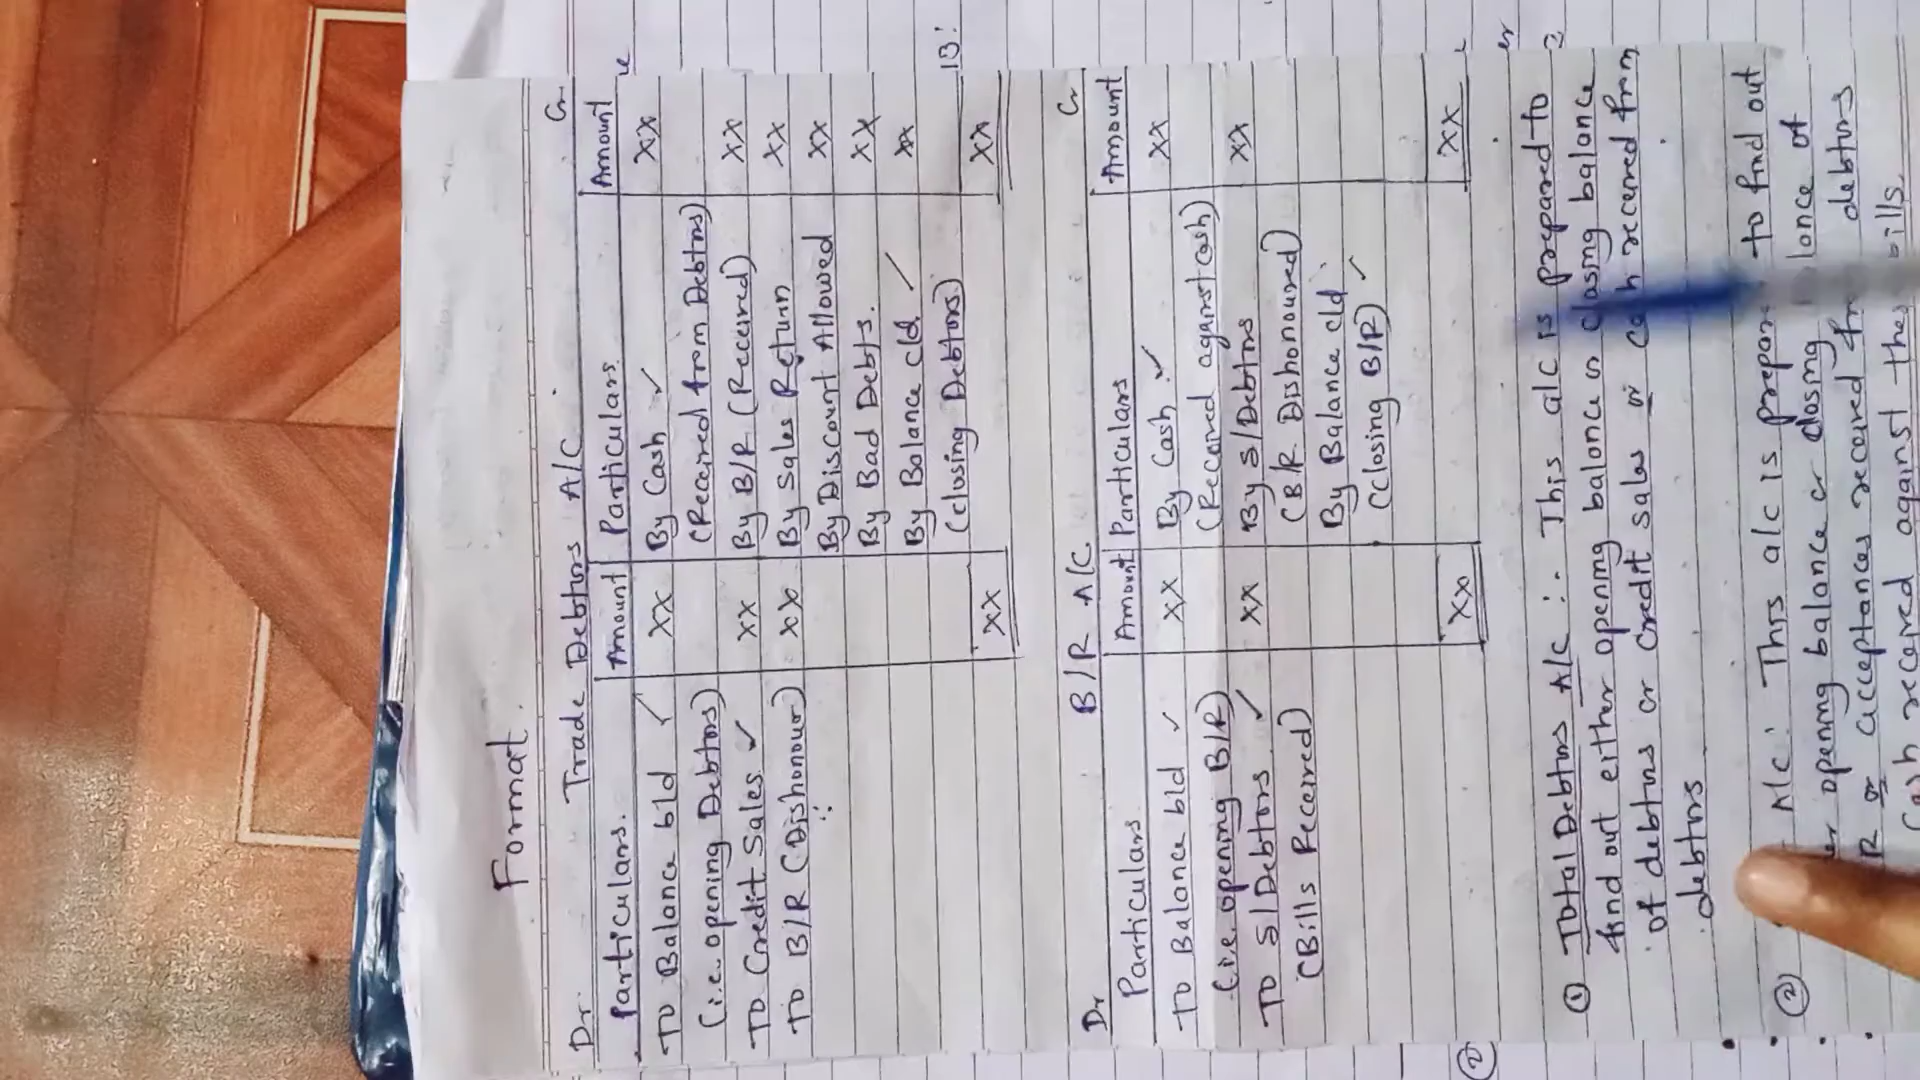 Format
Dr. Trade Debtors A/C Cr
Particulars. Amount Particulars. Amount
To Balance b/d ✓ xx By Cash ✓ xx
(i.e. opening Debtors) (Received from Debtors)
To Credit Sales ✓ xx By B/R (Received) xx
To B/R (Dishonour) xx By Sales Return xx
By Discount Allowed xx
By Bad Debts. xx
By Balance c/d ✓ xx
(closing Debtors)
xx xx
Dr B/R A/C Cr
Particulars Amount Particulars Amount
To Balance b/d ✓ xx By Cash ✓ xx
(i.e. opening B/R) (Received against cash)
To S/Debtors ✓ xx By S/Debtors xx
(Bills Received) (B/R Dishonoured)
By Balance c/d
(Closing B/R) ✓
xx xx
① Total Debtors A/c :- This a/c is prepared to
find out either opening balance or closing balance
of debtors or Credit sales or received from
debtors
② A/c: This a/c is to find out
opening balance or closing of
R or acceptances received debtors
Cash received against bills.